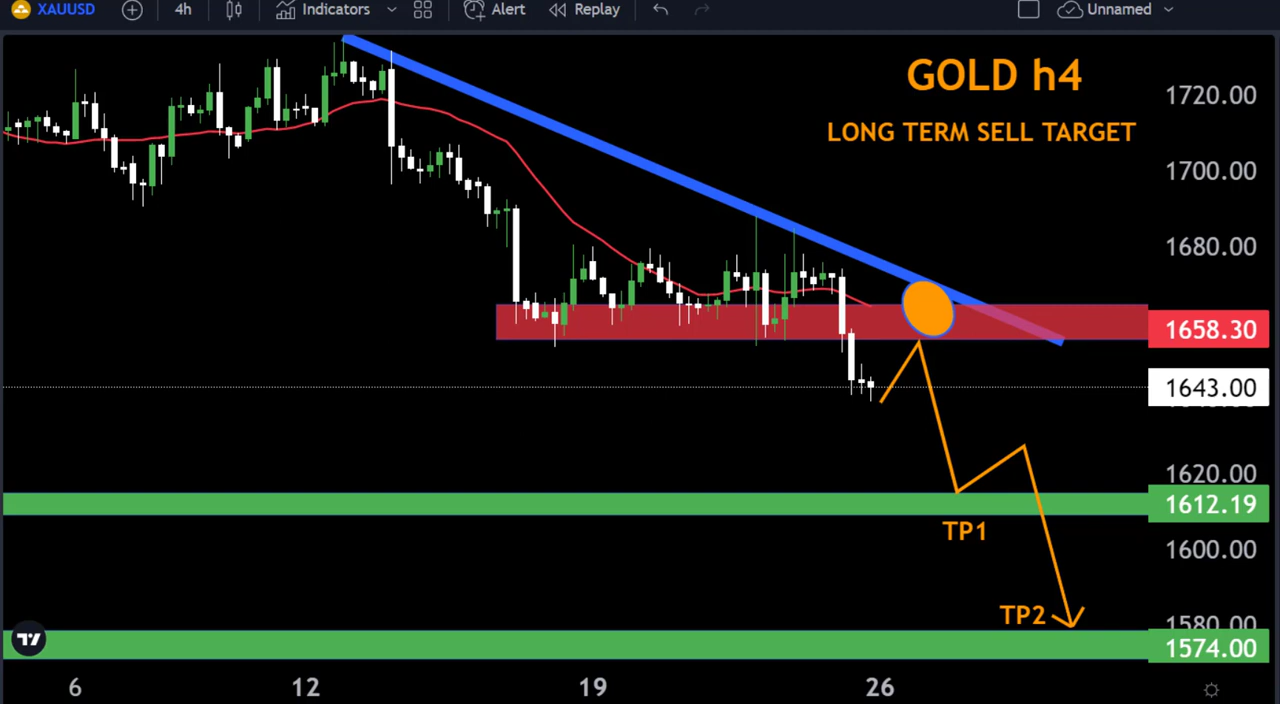 XAUUSD 4h Indicators Alert Replay Unnamed
GOLD h4
LONG TERM SELL TARGET
1720.00
1700.00
1680.00
1658.30
1643.00
1620.00
1612.19
TP1
1600.00
TP2
1580.00
1574.00
6 12 19 26